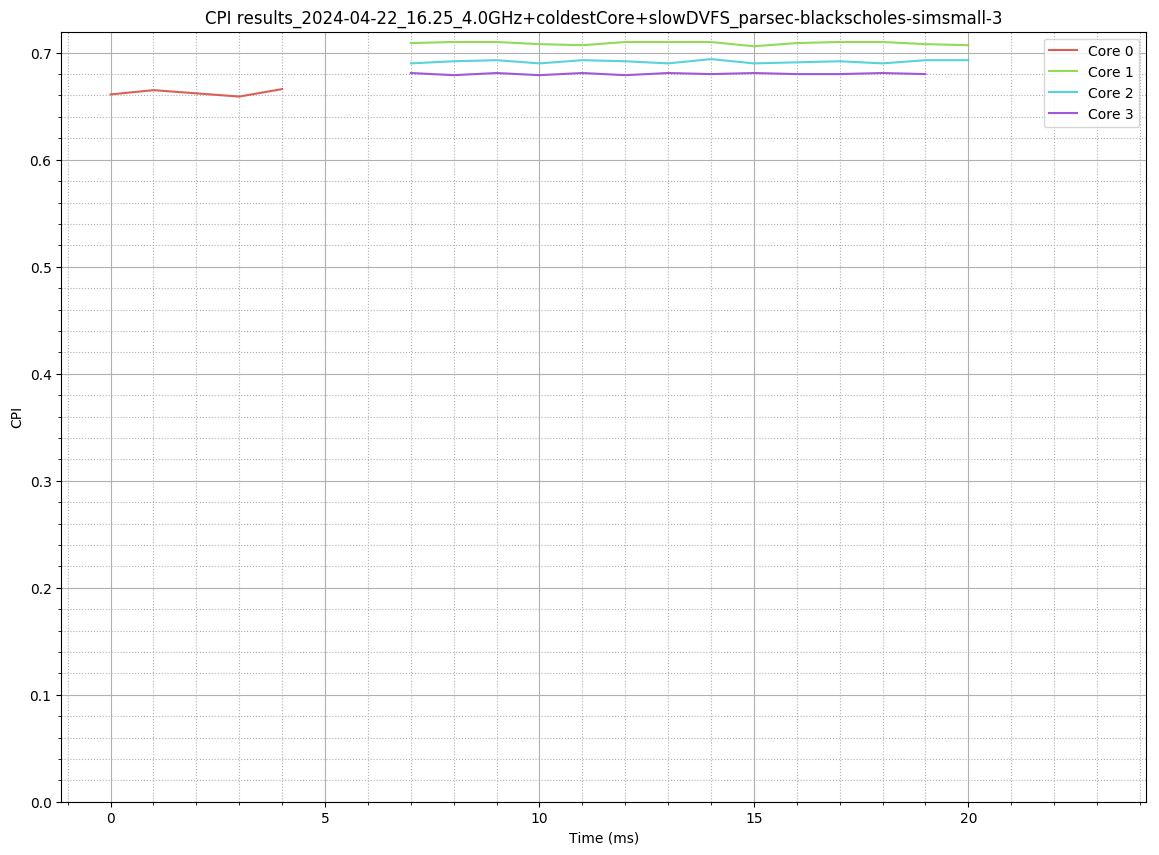 CPI results_2024-04-22_16.25_4.0GHz+coldestCore+slowDVFS_parsec-blackscholes-simsmall-3
Core 0
Core 1
Core 2
Core 3
0.7
0.6
0.5
0.4
0.3
0.2
0.1
0.0
CPI
0 5 10 15 20
Time (ms)